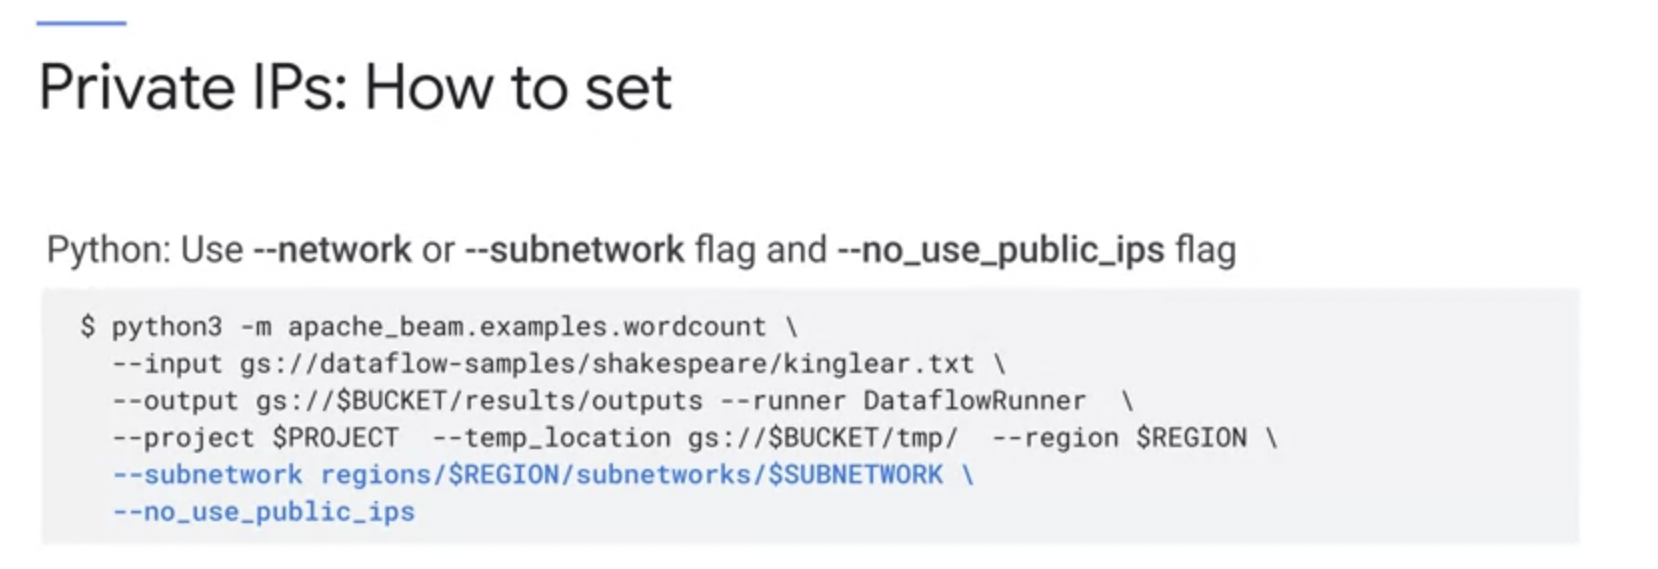 Private IPs: How to set
Python: Use --network or --subnetwork flag and --no_use_public_ips flag
$ python3 -m apache_beam.examples.wordcount \
--input gs://dataflow-samples/shakespeare/kinglear.txt \
--output gs://$BUCKET/results/outputs --runner DataflowRunner \
--project $PROJECT --temp_location gs://$BUCKET/tmp/ --region $REGION \
--subnetwork regions/$REGION/subnetworks/$SUBNETWORK \
--no_use_public_ips